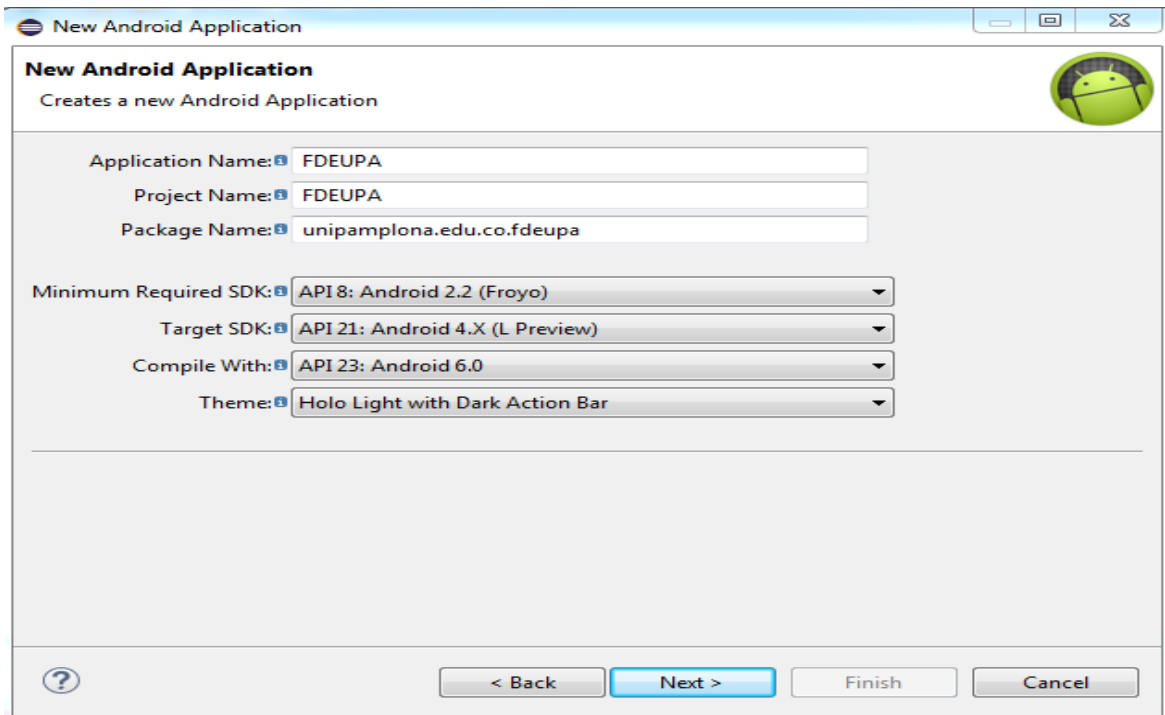 New Android Application
New Android Application
Creates a new Android Application
Application Name: FDEUPA
Project Name: FDEUPA
Package Name: unipamplona.edu.co.fdeupa
Minimum Required SDK: API 8: Android 2.2 (Froyo)
Target SDK: API 21: Android 4.X (L Preview)
Compile With: API 23: Android 6.0
Theme: Holo Light with Dark Action Bar
? < Back Next > Finish Cancel